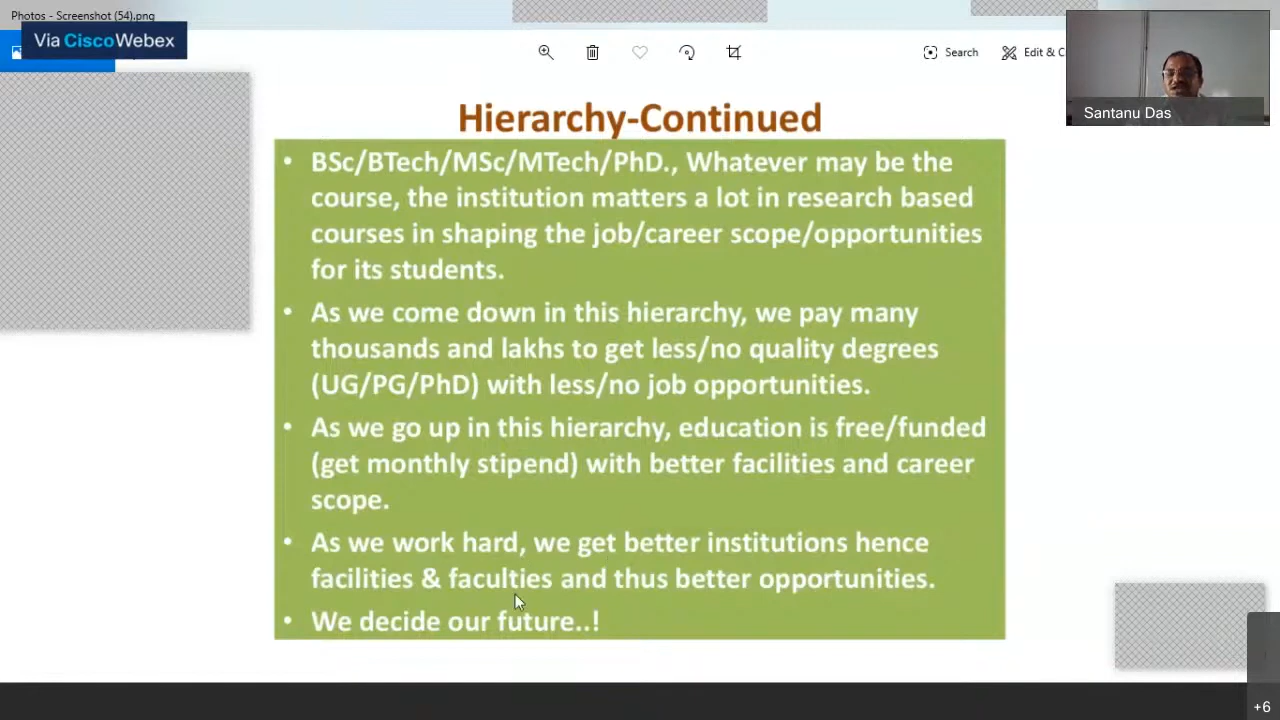 Photos - Screenshot (54).png
Via CiscoWebex
Search
Edit & C
Santanu Das
Hierarchy-Continued
• BSc/BTech/MSc/MTech/PhD., Whatever may be the
course, the institution matters a lot in research based
courses in shaping the job/career scope/opportunities
for its students.
• As we come down in this hierarchy, we pay many
thousands and lakhs to get less/no quality degrees
(UG/PG/PhD) with less/no job opportunities.
• As we go up in this hierarchy, education is free/funded
(get monthly stipend) with better facilities and career
scope.
• As we work hard, we get better institutions hence
facilities & faculties and thus better opportunities.
• We decide our future..!
+6